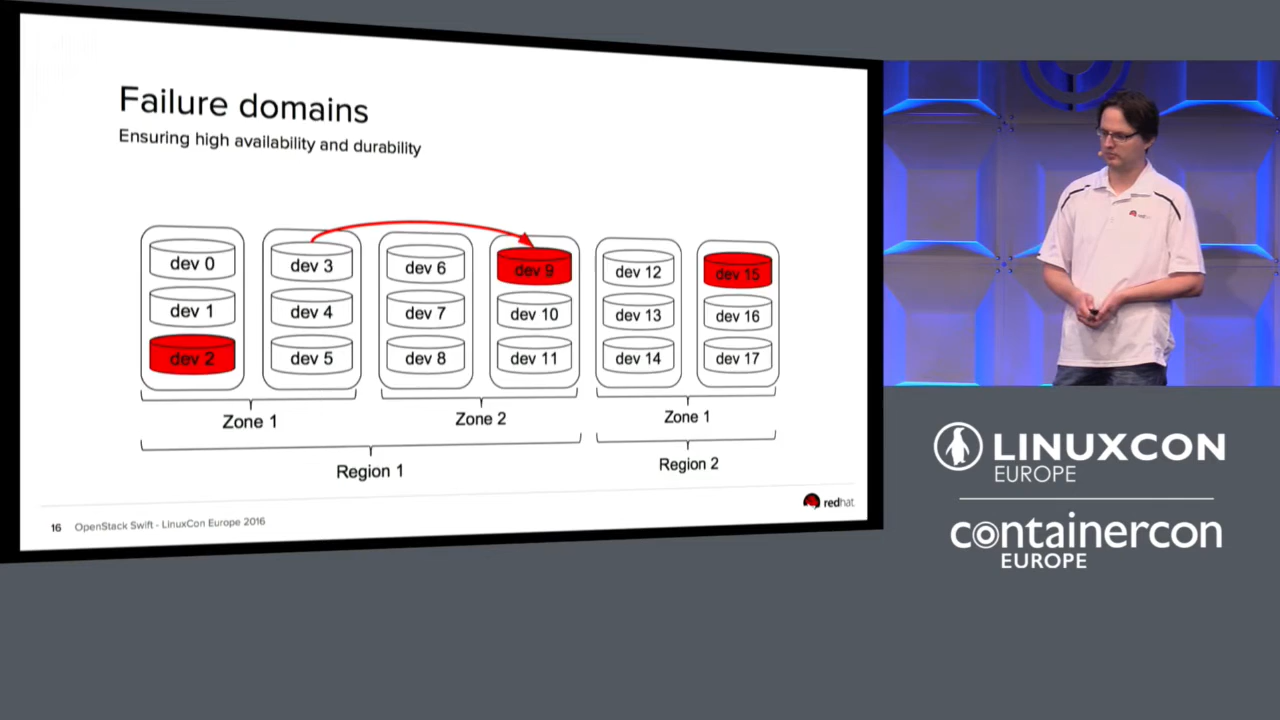 Failure domains
Ensuring high availability and durability
dev 0
dev 1
dev 2
dev 3
dev 4
dev 5
dev 6
dev 7
dev 8
dev 9
dev 10
dev 11
dev 12
dev 13
dev 14
dev 15
dev 16
dev 17
Zone 1
Zone 2
Zone 1
Region 1
Region 2
redhat
16 OpenStack Swift - LinuxCon Europe 2016
LINUXCON
EUROPE
containercon
EUROPE